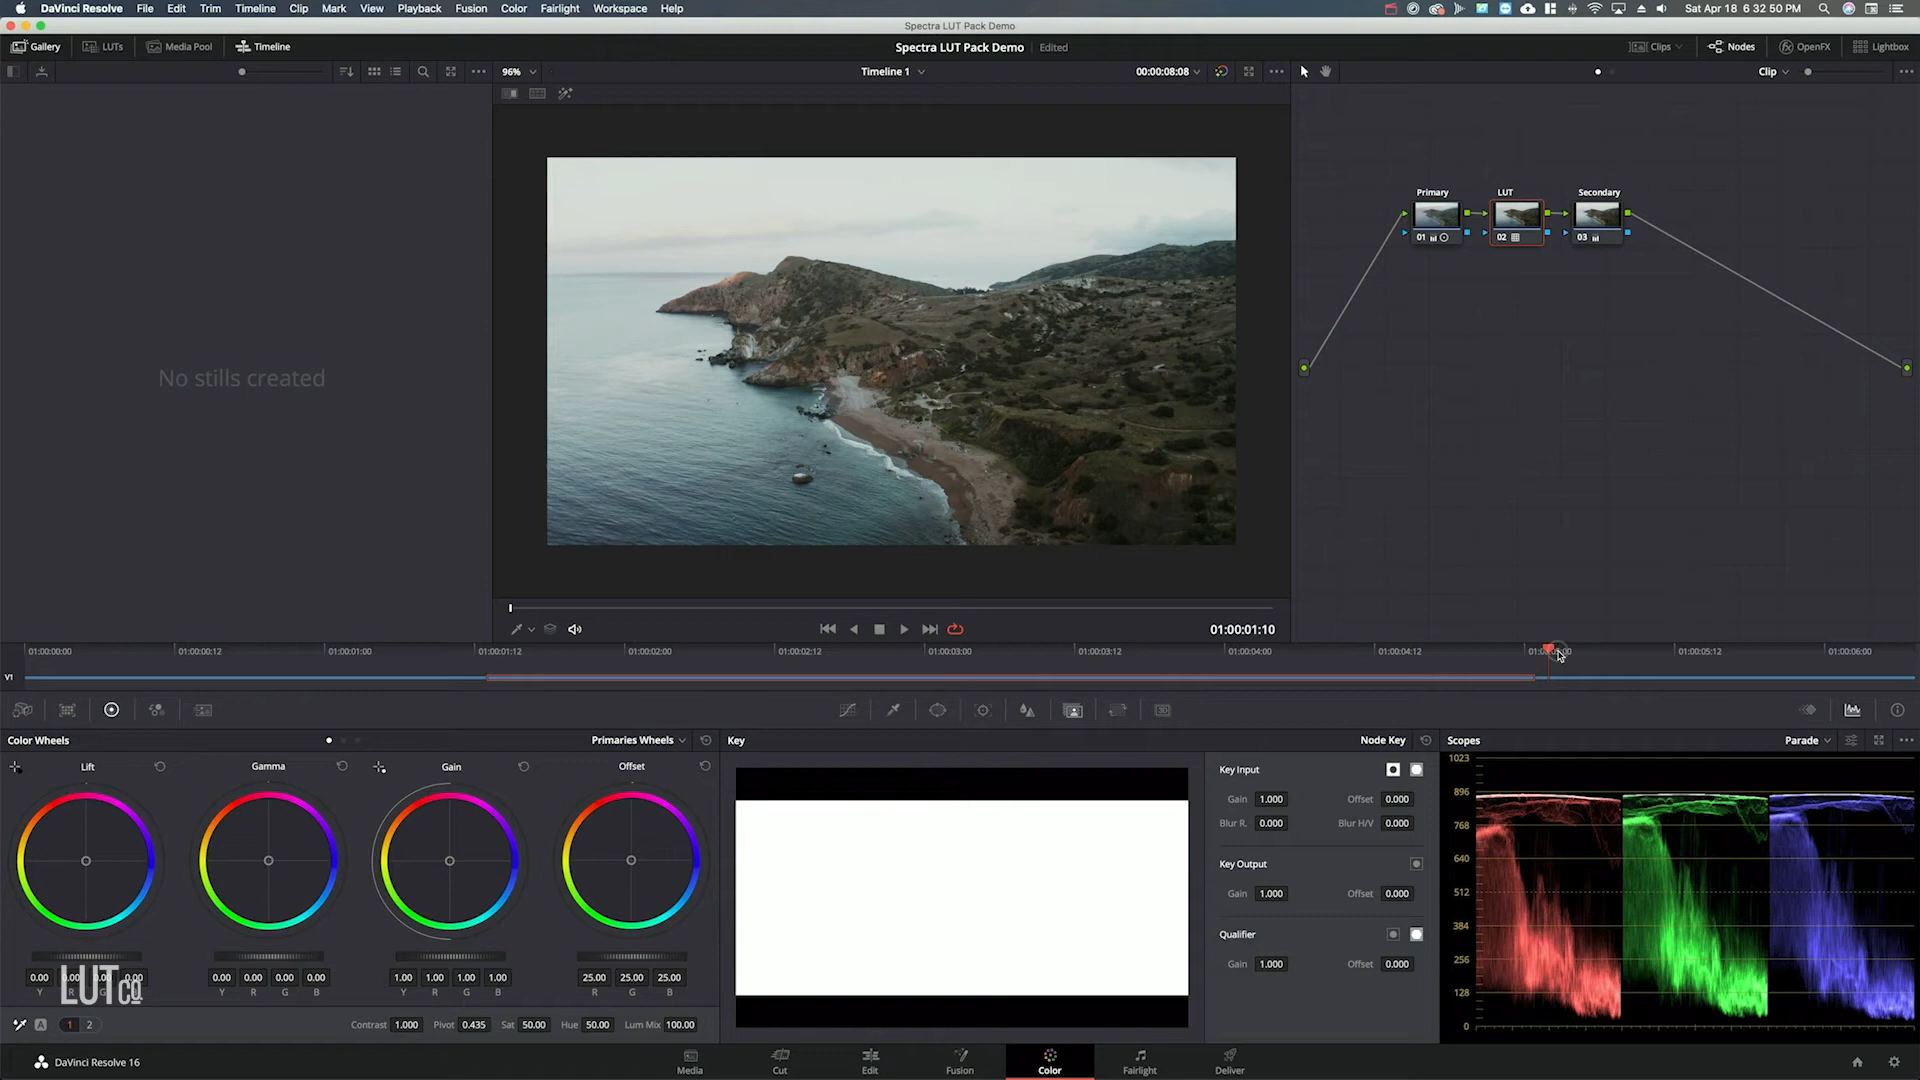 DaVinci Resolve File Edit Trim Timeline Clip Mark View Playback Fusion Color Fairlight Workspace Help Sat Apr 18 6 32 50 PM
Spectra LUT Pack Demo
Gallery LUTs Media Pool Timeline Spectra LUT Pack Demo Edited Clips Nodes OpenFX Lightbox
96% Timeline 1 00:00:08:08 Clip
Primary LUT Secondary
01 02 03
No stills created
01:00:01:10
01:00:00:00 01:00:00:12 01:00:01:00 01:00:01:12 01:00:02:00 01:00:02:12 01:00:03:00 01:00:03:12 01:00:04:00 01:00:04:12 01:00:05:12 01:00:06:00
V1
Color Wheels Primaries Wheels Key Node Key Scopes Parade
Lift Gamma Gain Offset
0.00 0.00 0.00 0.00 0.00 1.00 1.00 1.00 1.00 25.00 25.00 25.00
Y R G B Y R G B Y R G B R G B
LUT CO.
A 1 2 Contrast 1.000 Pivot 0.435 Sat 50.00 Hue 50.00 Lum Mix 100.00
Key Input
Gain 1.000 Offset 0.000
Blur R. 0.000 Blur H/V 0.000
Key Output
Gain 1.000 Offset 0.000
Qualifier
Gain 1.000 Offset 0.000
1023
896
768
640
512
384
256
128
0
DaVinci Resolve 16 Media Cut Edit Fusion Color Fairlight Deliver